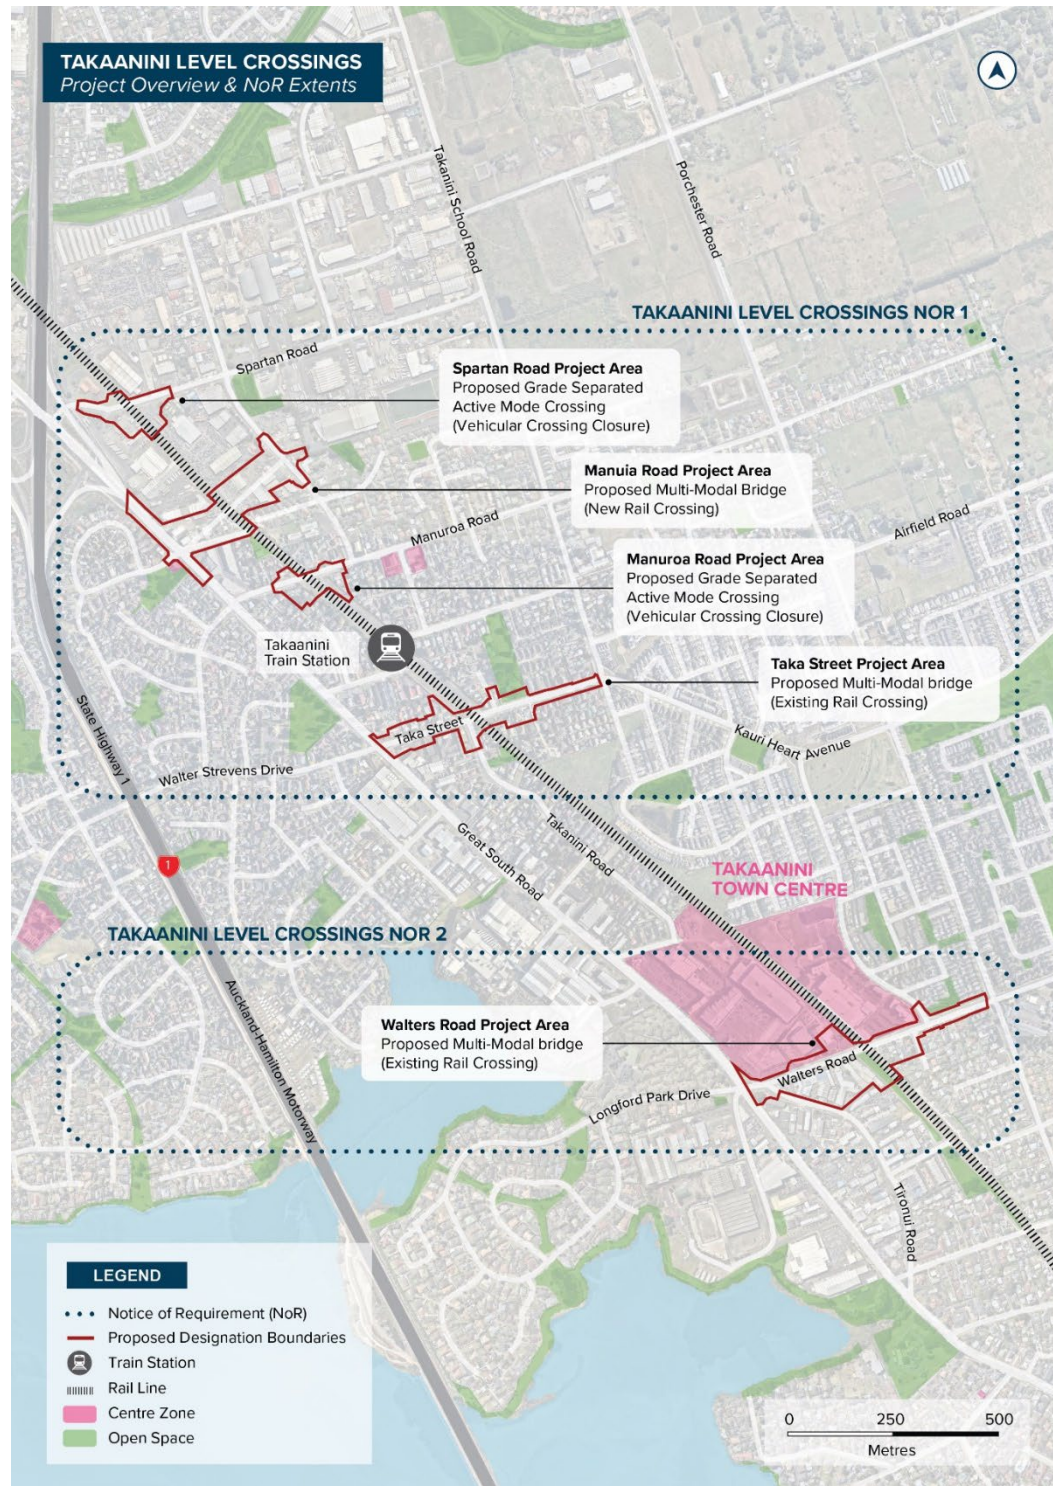 TAKAANINI LEVEL CROSSINGS
Project Overview & NoR Extents
Takanini School Road
Porchester Road
TAKAANINI LEVEL CROSSINGS NOR 1
Spartan Road
Spartan Road Project Area
Proposed Grade Separated
Active Mode Crossing
(Vehicular Crossing Closure)
Manuia Road Project Area
Proposed Multi-Modal Bridge
(New Rail Crossing)
Manuroa Road
Airfield Road
Manuroa Road Project Area
Proposed Grade Separated
Active Mode Crossing
(Vehicular Crossing Closure)
Takaanini
Train Station
Taka Street Project Area
Proposed Multi-Modal bridge
(Existing Rail Crossing)
State Highway 1
Taka Street
Kauri Heart Avenue
Walter Strevens Drive
Great South Road
Takanini Road
1
TAKAANINI
TOWN CENTRE
TAKAANINI LEVEL CROSSINGS NOR 2
Auckland-Hamilton Motorway
Walters Road Project Area
Proposed Multi-Modal bridge
(Existing Rail Crossing)
Walters Road
Longford Park Drive
Tironui Road
LEGEND
Notice of Requirement (NoR)
Proposed Designation Boundaries
Train Station
Rail Line
Centre Zone
Open Space
0 250 500
Metres